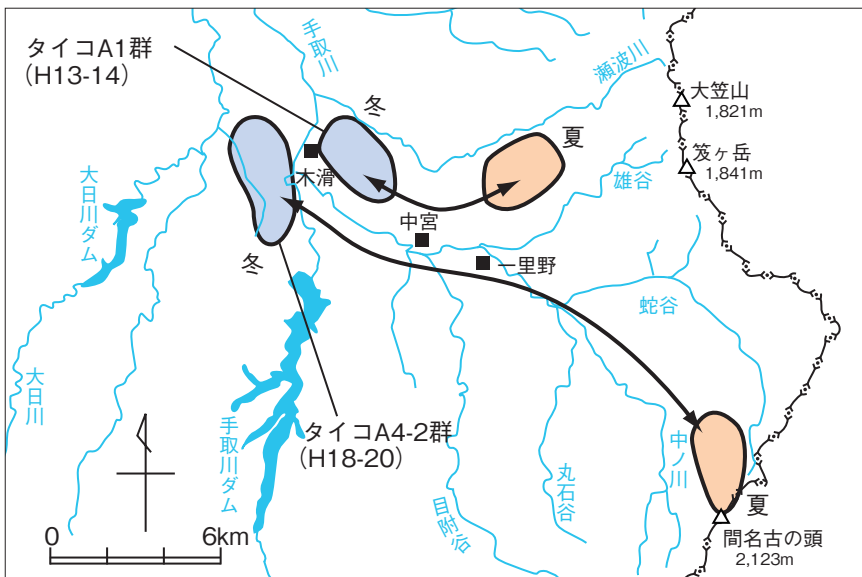 タイコA1群
(H13-14)
手取川
瀬波川
大笠山
1,821m
冬
夏
笈ヶ岳
1,841m
木滑
雄谷
大日川ダム
中宮
冬
一里野
蛇谷
大日川
手取川ダム
タイコA4-2群
(H18-20)
目附谷
丸石谷
中ノ川
夏
間名古の頭
2,123m
0
6km